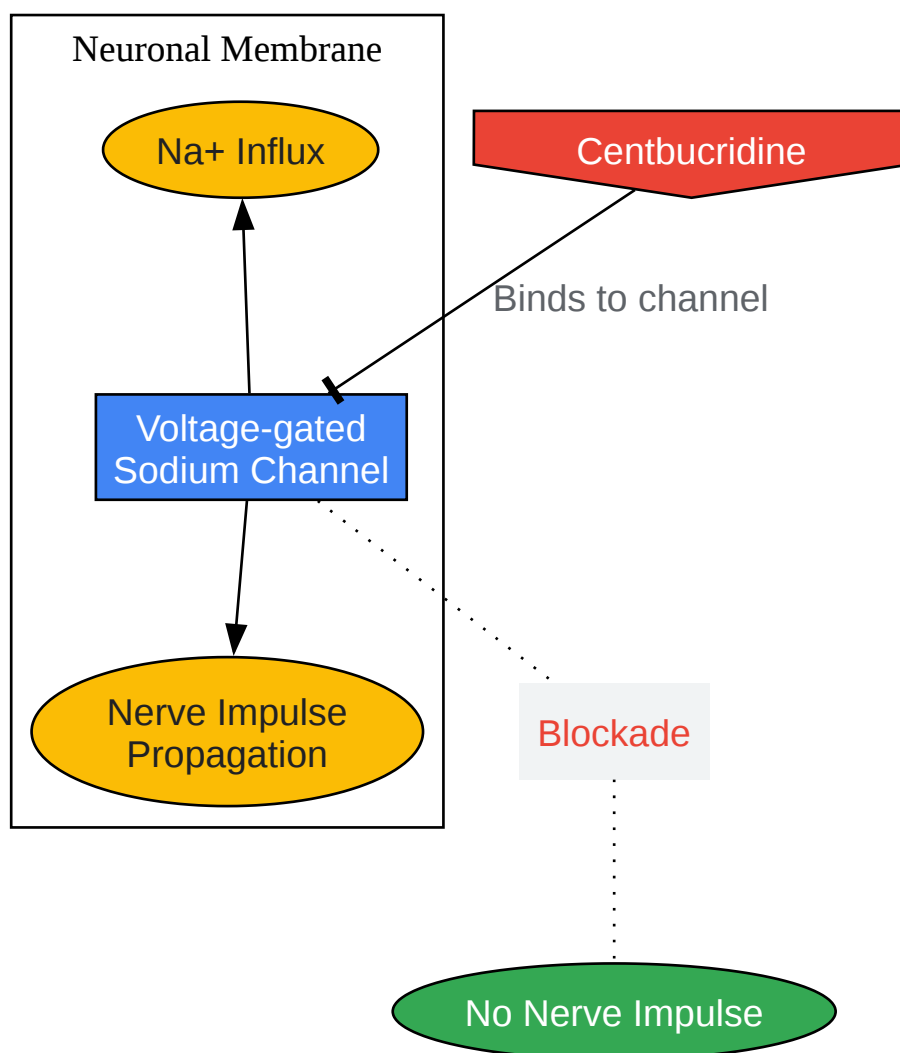 Neuronal Membrane
Na+ Influx
Centbucridine
Binds to channel
Voltage-gated
Sodium Channel
Nerve Impulse
Propagation
Blockade
No Nerve Impulse